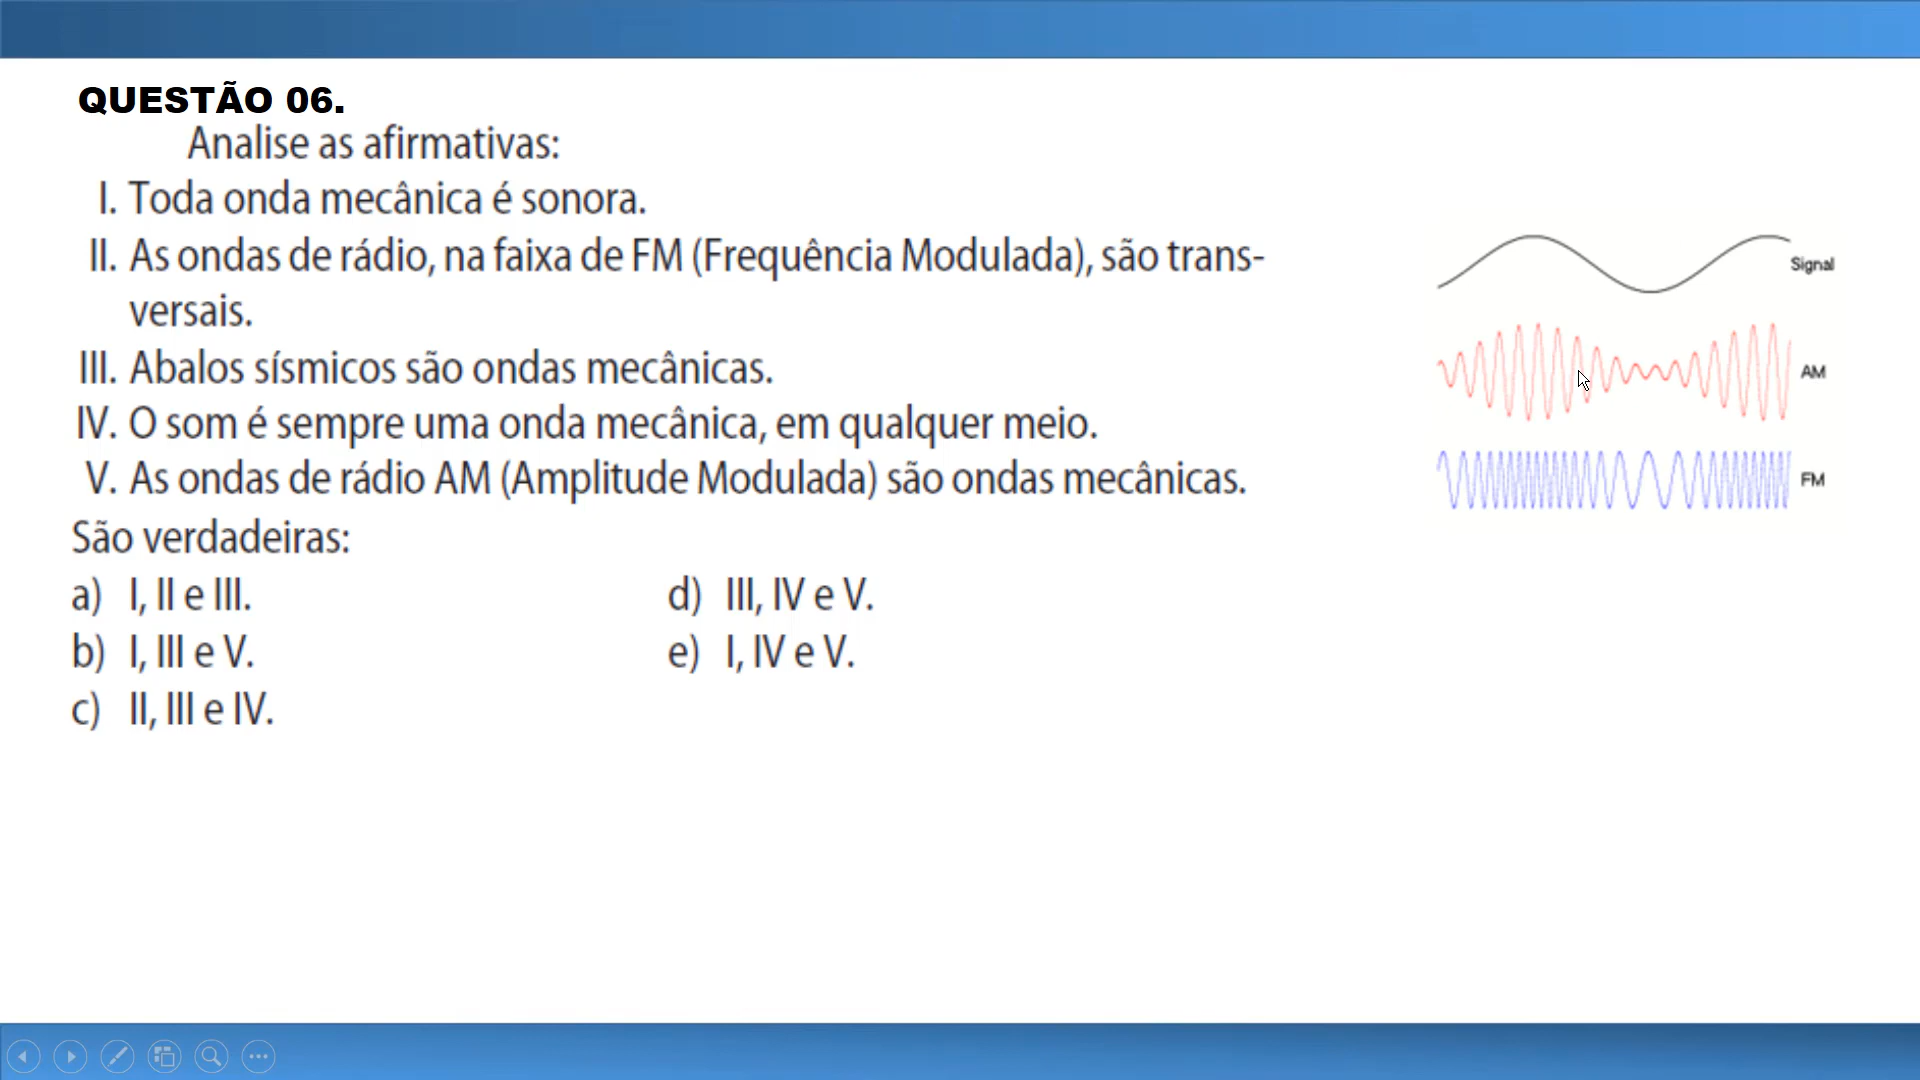 QUESTÃO 06.
Analise as afirmativas:
I. Toda onda mecânica é sonora.
II. As ondas de rádio, na faixa de FM (Frequência Modulada), são trans-
versais.
III. Abalos sísmicos são ondas mecânicas.
IV. O som é sempre uma onda mecânica, em qualquer meio.
V. As ondas de rádio AM (Amplitude Modulada) são ondas mecânicas.
São verdadeiras:
a) I, II e III.
b) I, III e V.
c) II, III e IV.
d) III, IV e V.
e) I, IV e V.
Signal
AM
FM